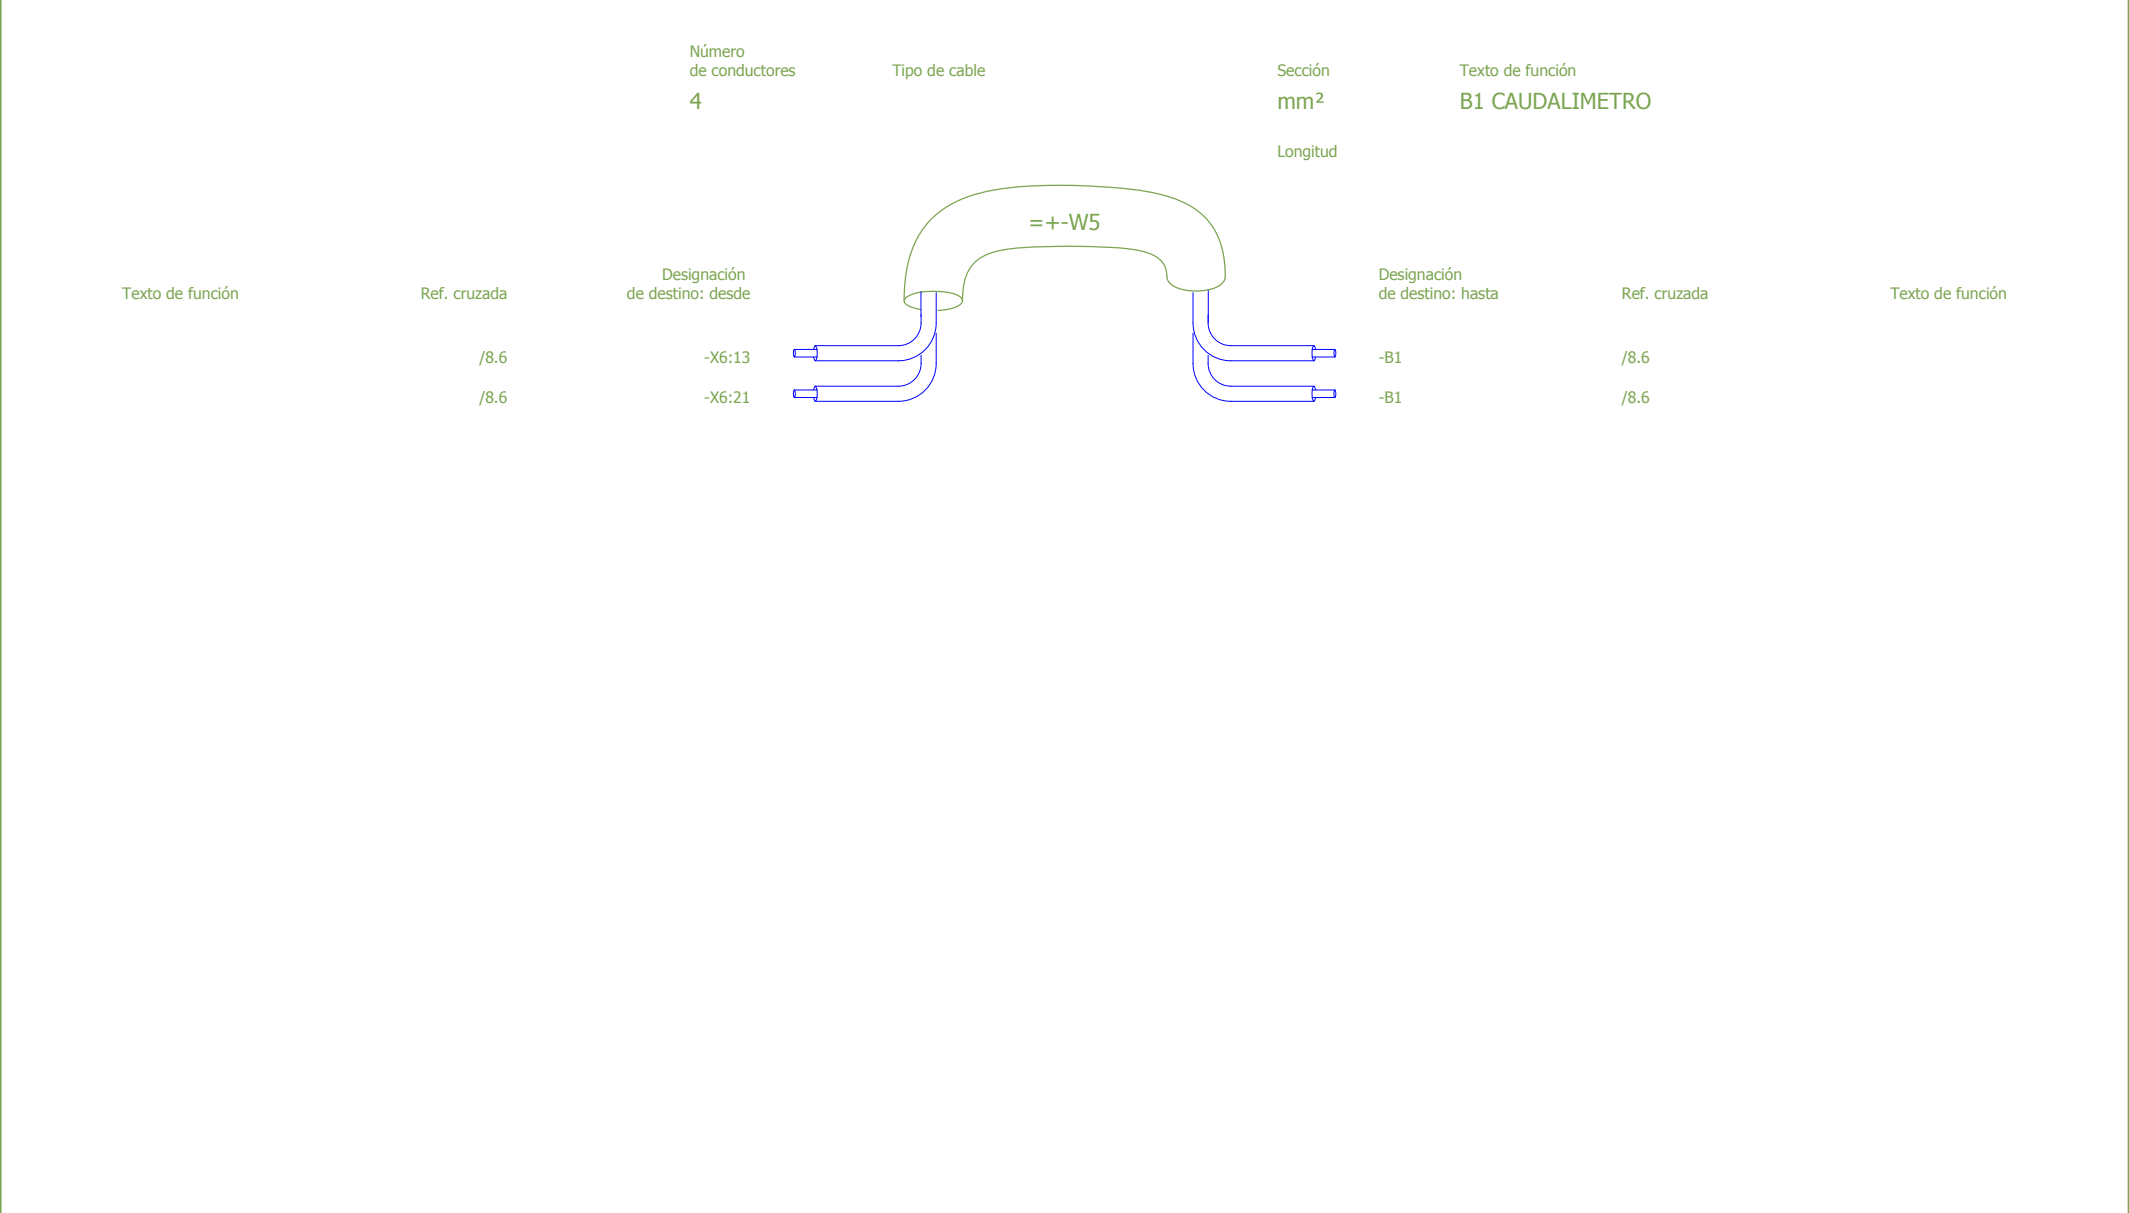 Número
de conductores
Tipo de cable
Sección
Texto de función
4
mm²
B1 CAUDALIMETRO
Longitud
=+-W5
Texto de función
Ref. cruzada
Designación
de destino: desde
Designación
de destino: hasta
Ref. cruzada
Texto de función
/8.6
-X6:13
-B1
/8.6
/8.6
-X6:21
-B1
/8.6